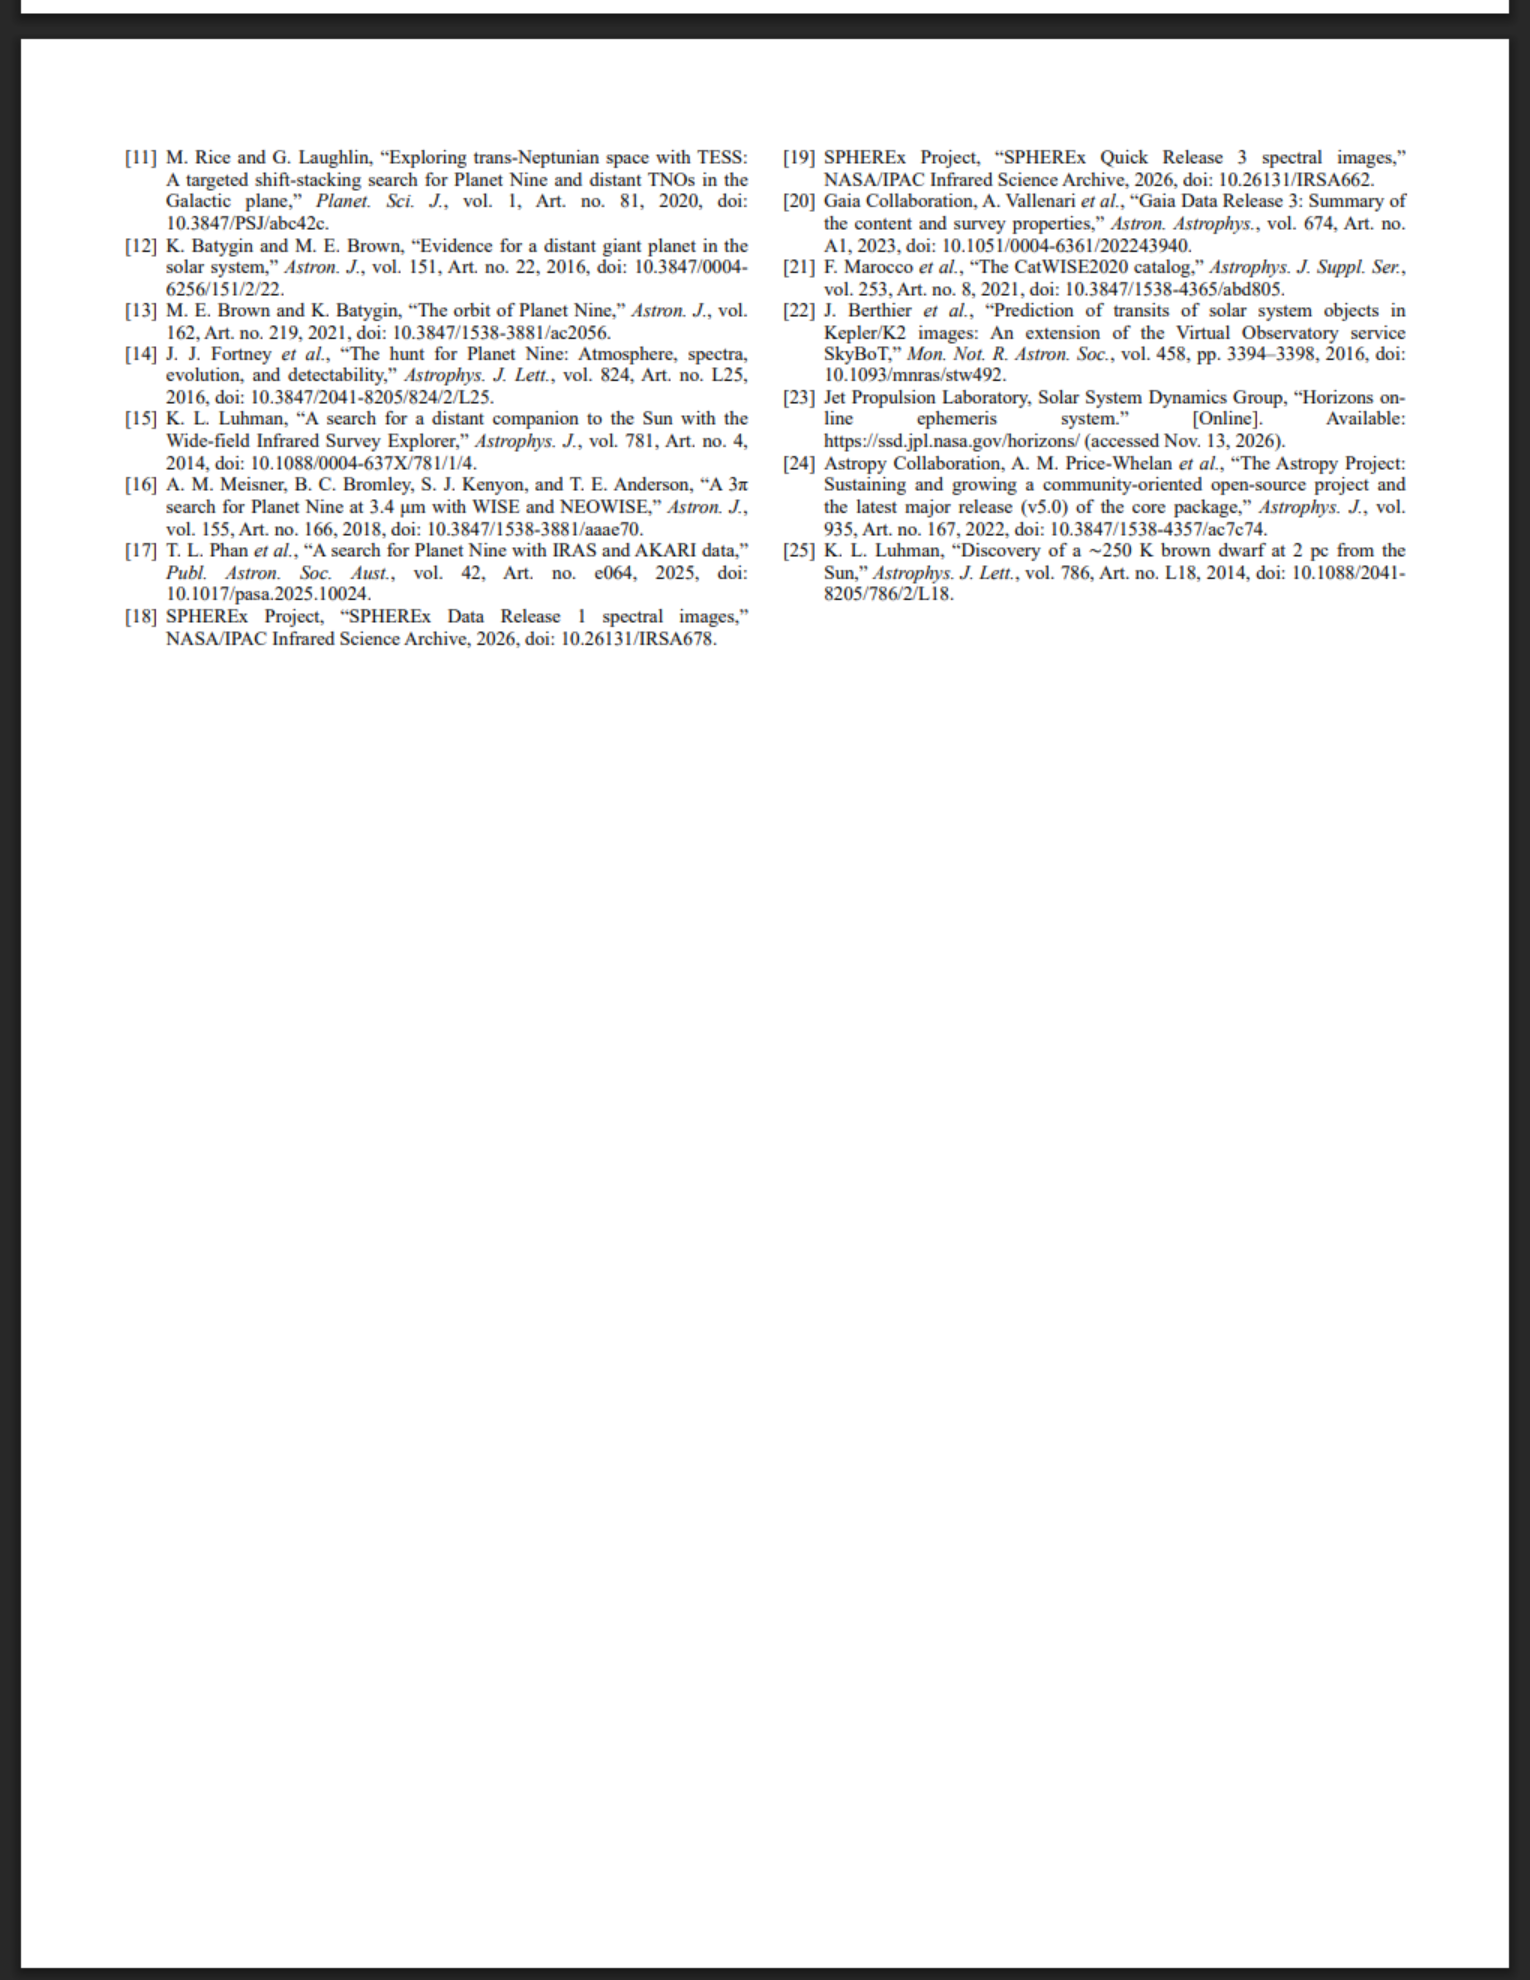 [11] M. Rice and G. Laughlin, “Exploring trans-Neptunian space with TESS:
A targeted shift-stacking search for Planet Nine and distant TNOs in the
Galactic plane,” Planet. Sci. J., vol. 1, Art. no. 81, 2020, doi:
10.3847/PSJ/abc42c.
[12] K. Batygin and M. E. Brown, “Evidence for a distant giant planet in the
solar system,” Astron. J., vol. 151, Art. no. 22, 2016, doi: 10.3847/0004-
6256/151/2/22.
[13] M. E. Brown and K. Batygin, “The orbit of Planet Nine,” Astron. J., vol.
162, Art. no. 219, 2021, doi: 10.3847/1538-3881/ac2056.
[14] J. J. Fortney et al., “The hunt for Planet Nine: Atmosphere, spectra,
evolution, and detectability,” Astrophys. J. Lett., vol. 824, Art. no. L25,
2016, doi: 10.3847/2041-8205/824/2/L25.
[15] K. L. Luhman, “A search for a distant companion to the Sun with the
Wide-field Infrared Survey Explorer,” Astrophys. J., vol. 781, Art. no. 4,
2014, doi: 10.1088/0004-637X/781/1/4.
[16] A. M. Meisner, B. C. Bromley, S. J. Kenyon, and T. E. Anderson, “A 3π
search for Planet Nine at 3.4 μm with WISE and NEOWISE,” Astron. J.,
vol. 155, Art. no. 166, 2018, doi: 10.3847/1538-3881/aaae70.
[17] T. L. Phan et al., “A search for Planet Nine with IRAS and AKARI data,”
Publ. Astron. Soc. Aust., vol. 42, Art. no. e064, 2025, doi:
10.1017/pasa.2025.10024.
[18] SPHEREx Project, “SPHEREx Data Release 1 spectral images,”
NASA/IPAC Infrared Science Archive, 2026, doi: 10.26131/IRSA678.
[19] SPHEREx Project, “SPHEREx Quick Release 3 spectral images,”
NASA/IPAC Infrared Science Archive, 2026, doi: 10.26131/IRSA662.
[20] Gaia Collaboration, A. Vallenari et al., “Gaia Data Release 3: Summary of
the content and survey properties,” Astron. Astrophys., vol. 674, Art. no.
A1, 2023, doi: 10.1051/0004-6361/202243940.
[21] F. Marocco et al., “The CatWISE2020 catalog,” Astrophys. J. Suppl. Ser.,
vol. 253, Art. no. 8, 2021, doi: 10.3847/1538-4365/abd805.
[22] J. Berthier et al., “Prediction of transits of solar system objects in
Kepler/K2 images: An extension of the Virtual Observatory service
SkyBoT,” Mon. Not. R. Astron. Soc., vol. 458, pp. 3394–3398, 2016, doi:
10.1093/mnras/stw492.
[23] Jet Propulsion Laboratory, Solar System Dynamics Group, “Horizons on-
line ephemeris system.” [Online]. Available:
https://ssd.jpl.nasa.gov/horizons/ (accessed Nov. 13, 2026).
[24] Astropy Collaboration, A. M. Price-Whelan et al., “The Astropy Project:
Sustaining and growing a community-oriented open-source project and
the latest major release (v5.0) of the core package,” Astrophys. J., vol.
935, Art. no. 167, 2022, doi: 10.3847/1538-4357/ac7c74.
[25] K. L. Luhman, “Discovery of a ~250 K brown dwarf at 2 pc from the
Sun,” Astrophys. J. Lett., vol. 786, Art. no. L18, 2014, doi: 10.1088/2041-
8205/786/2/L18.